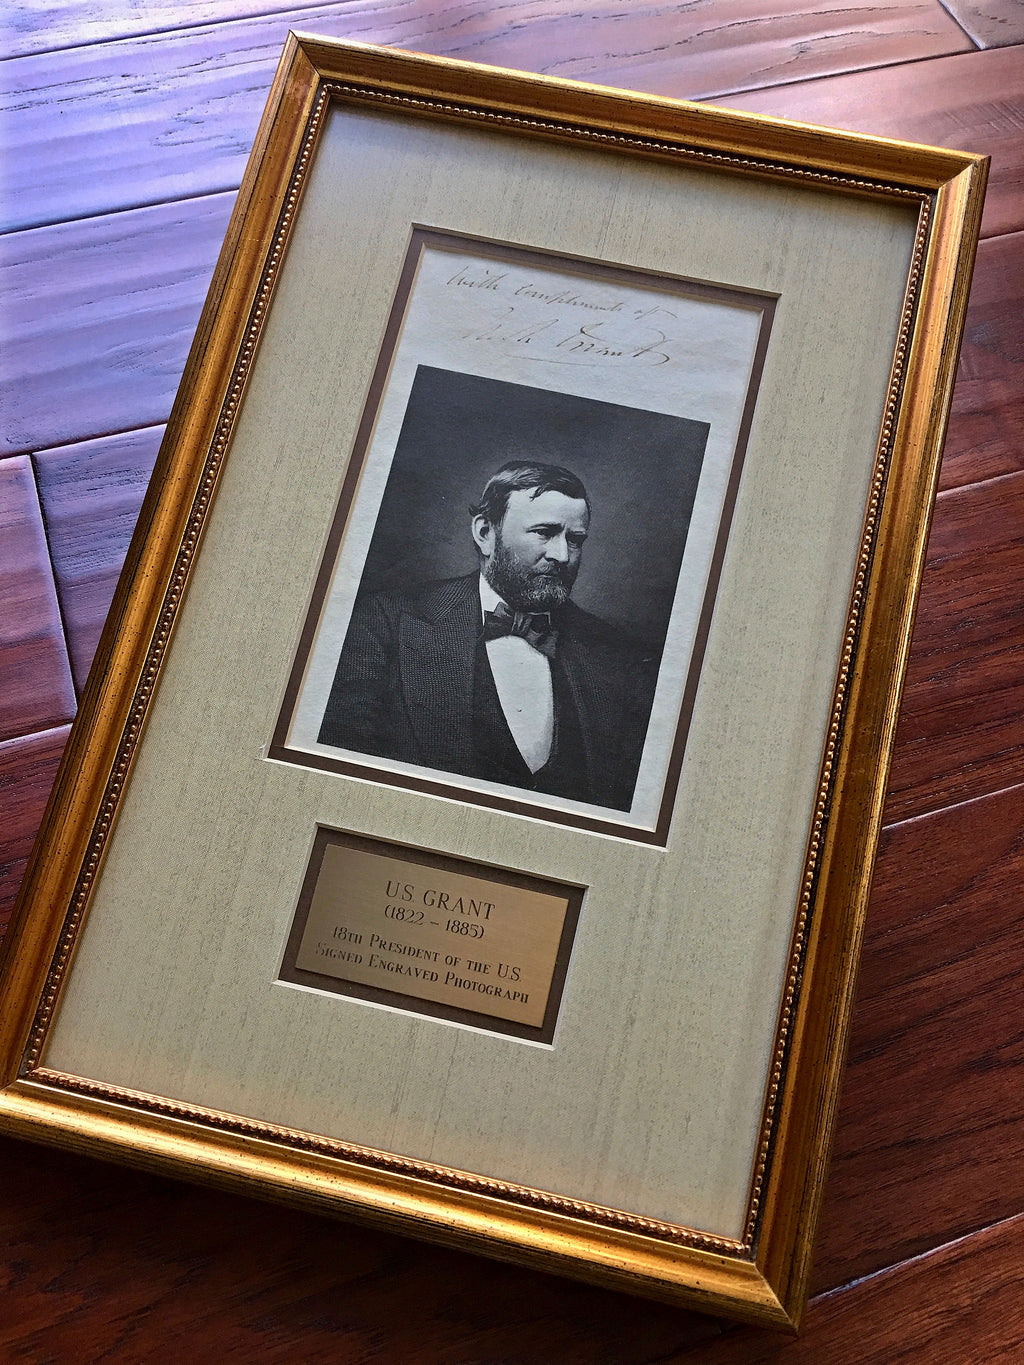 With compliments of
U. S. Grant
U.S. GRANT
(1822 – 1885)
18TH PRESIDENT OF THE U.S.
SIGNED ENGRAVED PHOTOGRAPH